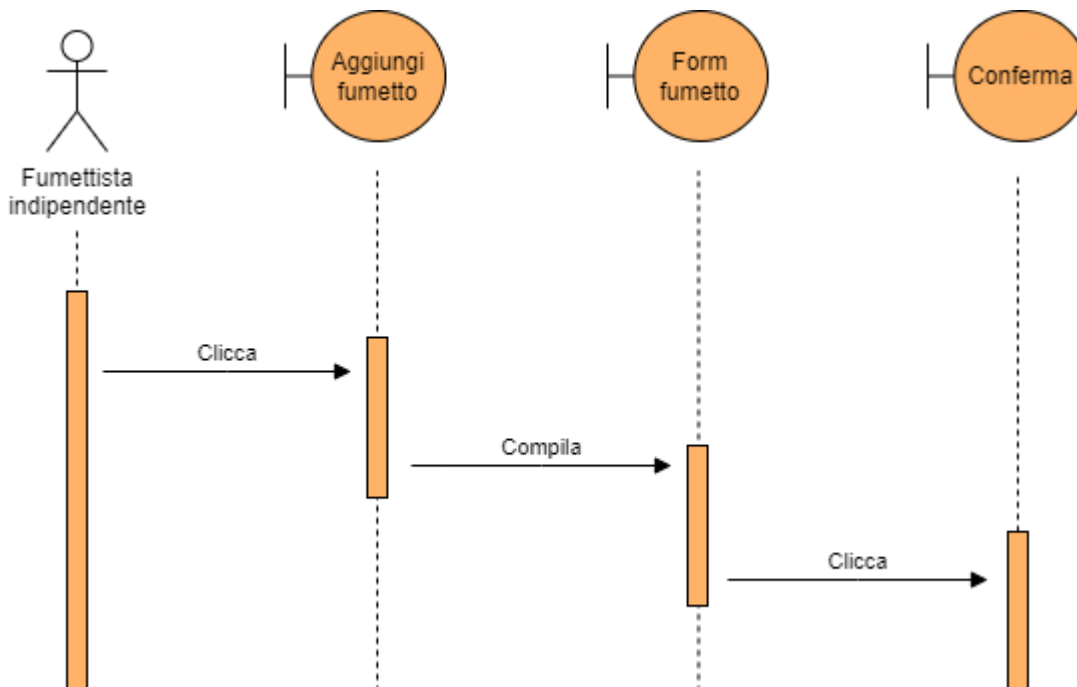 Aggiungi
fumetto
Form
fumetto
Conferma
Fumettista
indipendente
Clicca
Compila
Clicca